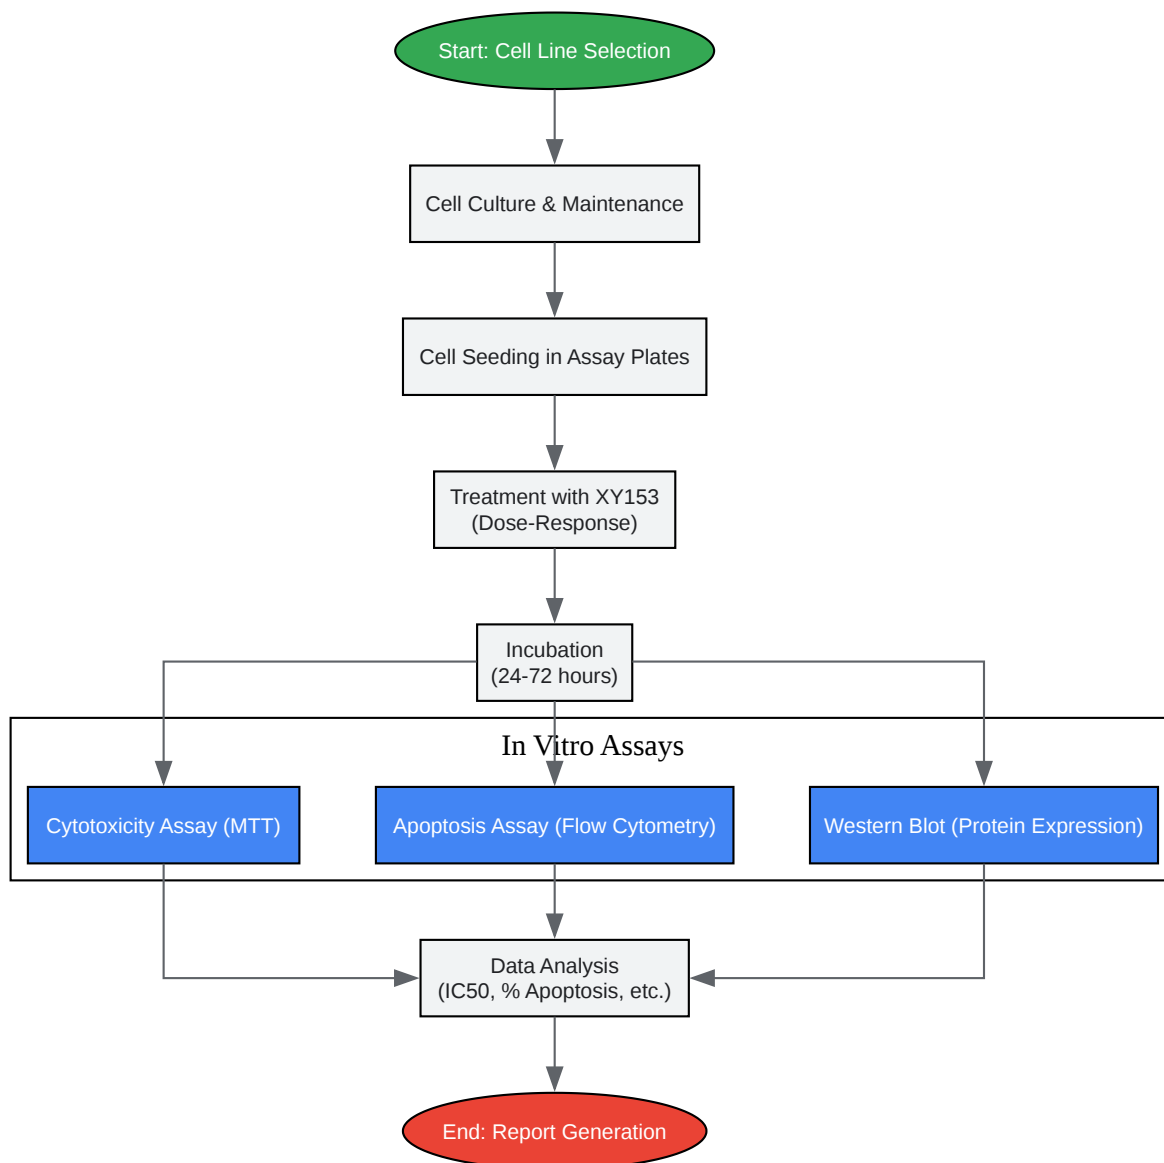 Start: Cell Line Selection
Cell Culture & Maintenance
Cell Seeding in Assay Plates
Treatment with XY153
(Dose-Response)
Incubation
(24-72 hours)
In Vitro Assays
Cytotoxicity Assay (MTT)
Apoptosis Assay (Flow Cytometry)
Western Blot (Protein Expression)
Data Analysis
(IC50, % Apoptosis, etc.)
End: Report Generation